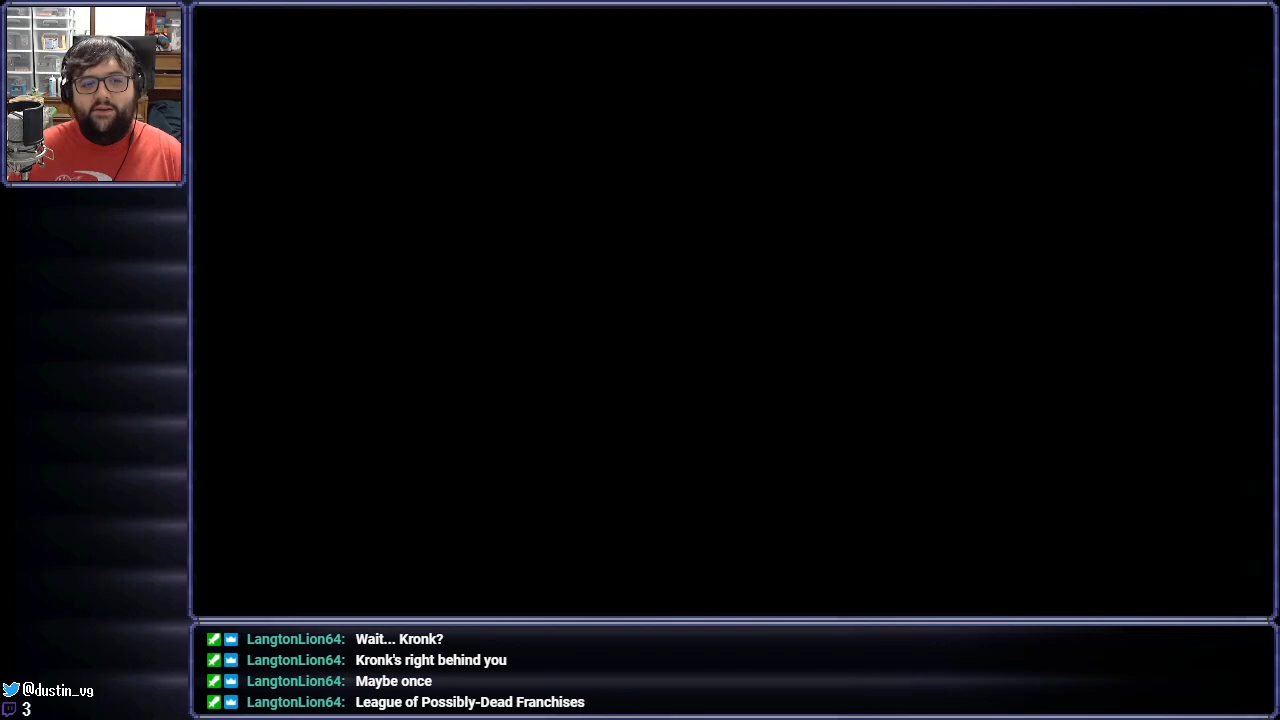 LangtonLion64: Wait... Kronk?
LangtonLion64: Kronk's right behind you
LangtonLion64: Maybe once
LangtonLion64: League of Possibly-Dead Franchises
@dustin_vg
3